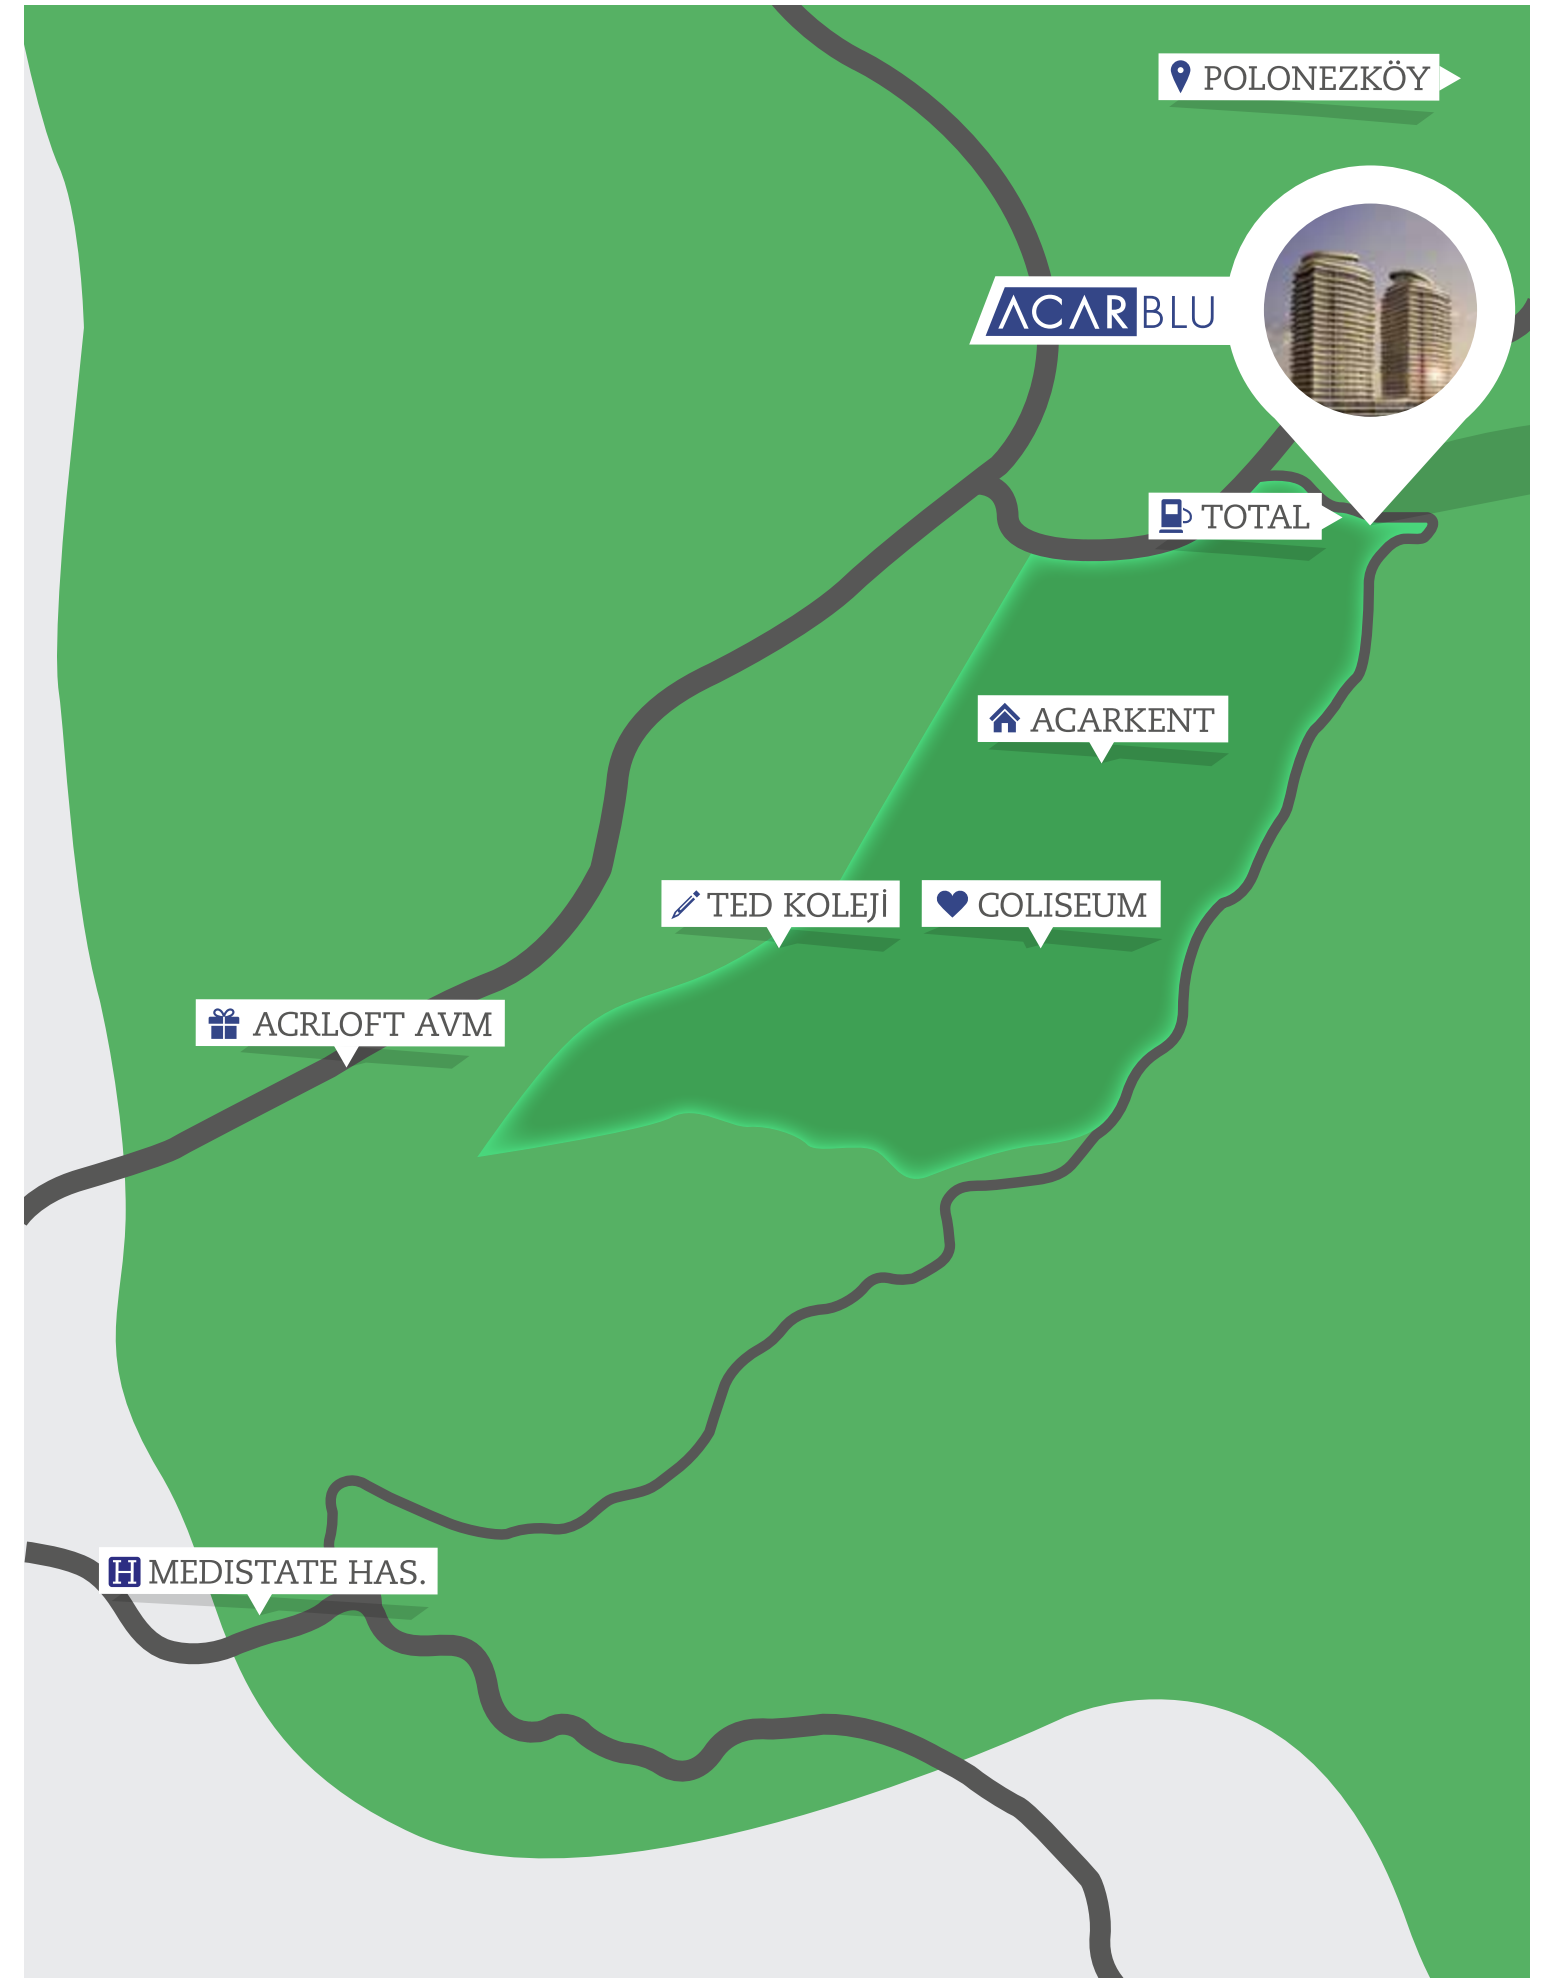 POLONEZKÖY
ACARBLU
TOTAL
ACARKENT
TED KOLEJİ
COLISEUM
ACRLOFT AVM
H MEDISTATE HAS.